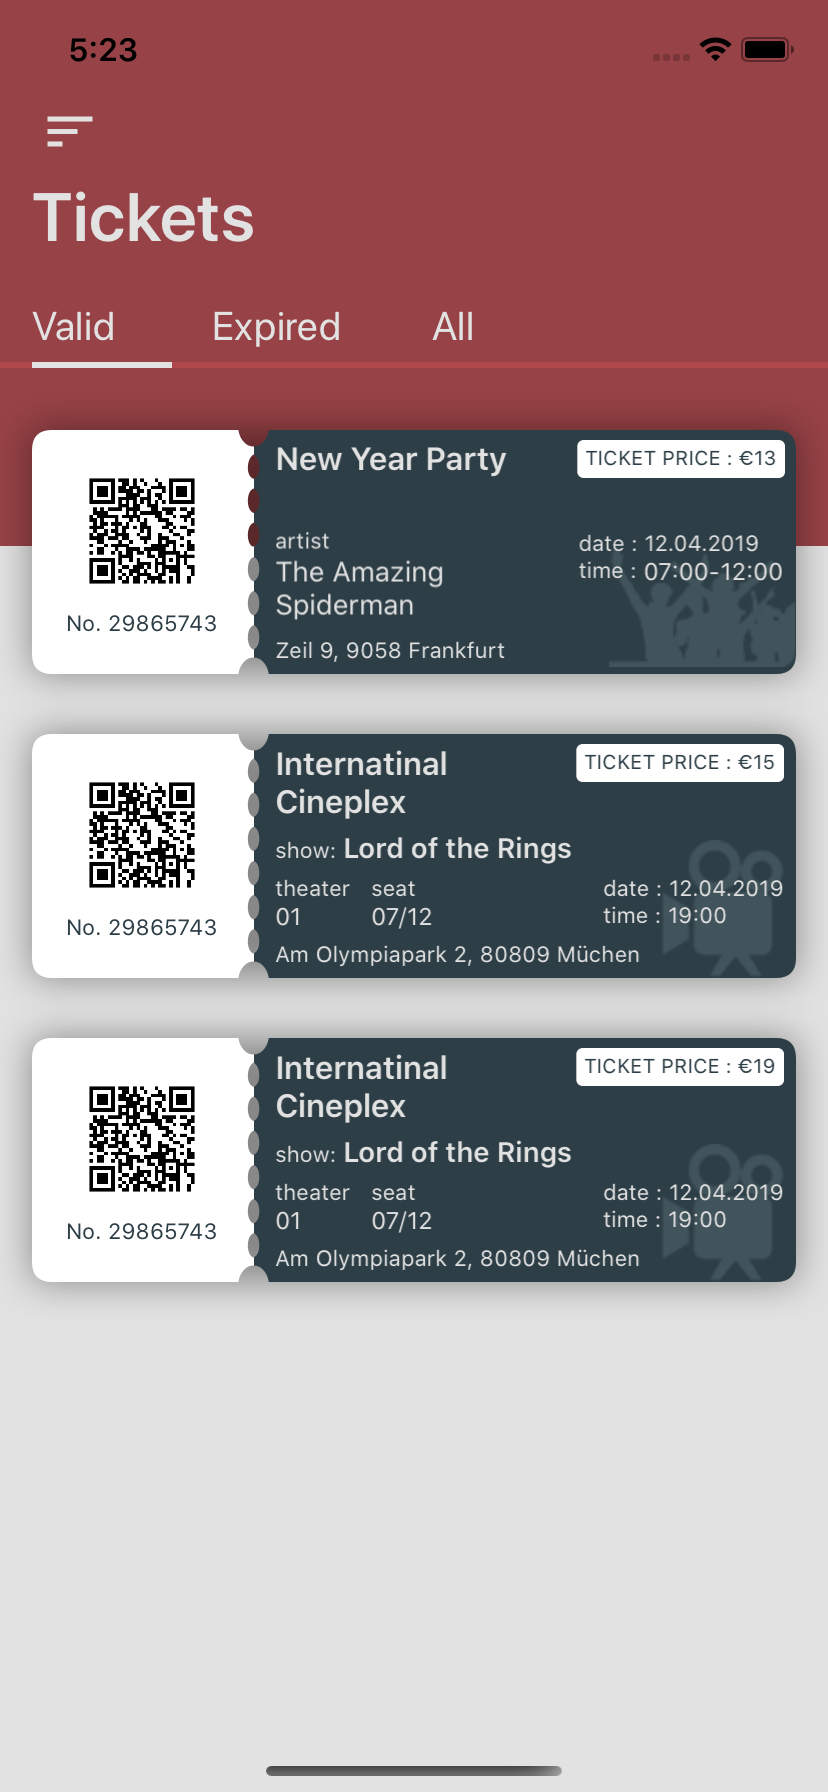 5:23
Tickets
Valid Expired All
New Year Party
TICKET PRICE : €13
artist
The Amazing
Spiderman
date : 12.04.2019
time : 07:00-12:00
Zeil 9, 9058 Frankfurt
No. 29865743
Internatinal
Cineplex
TICKET PRICE : €15
show: Lord of the Rings
theater seat
01 07/12
date : 12.04.2019
time : 19:00
Am Olympiapark 2, 80809 Müchen
No. 29865743
Internatinal
Cineplex
TICKET PRICE : €19
show: Lord of the Rings
theater seat
01 07/12
date : 12.04.2019
time : 19:00
Am Olympiapark 2, 80809 Müchen
No. 29865743